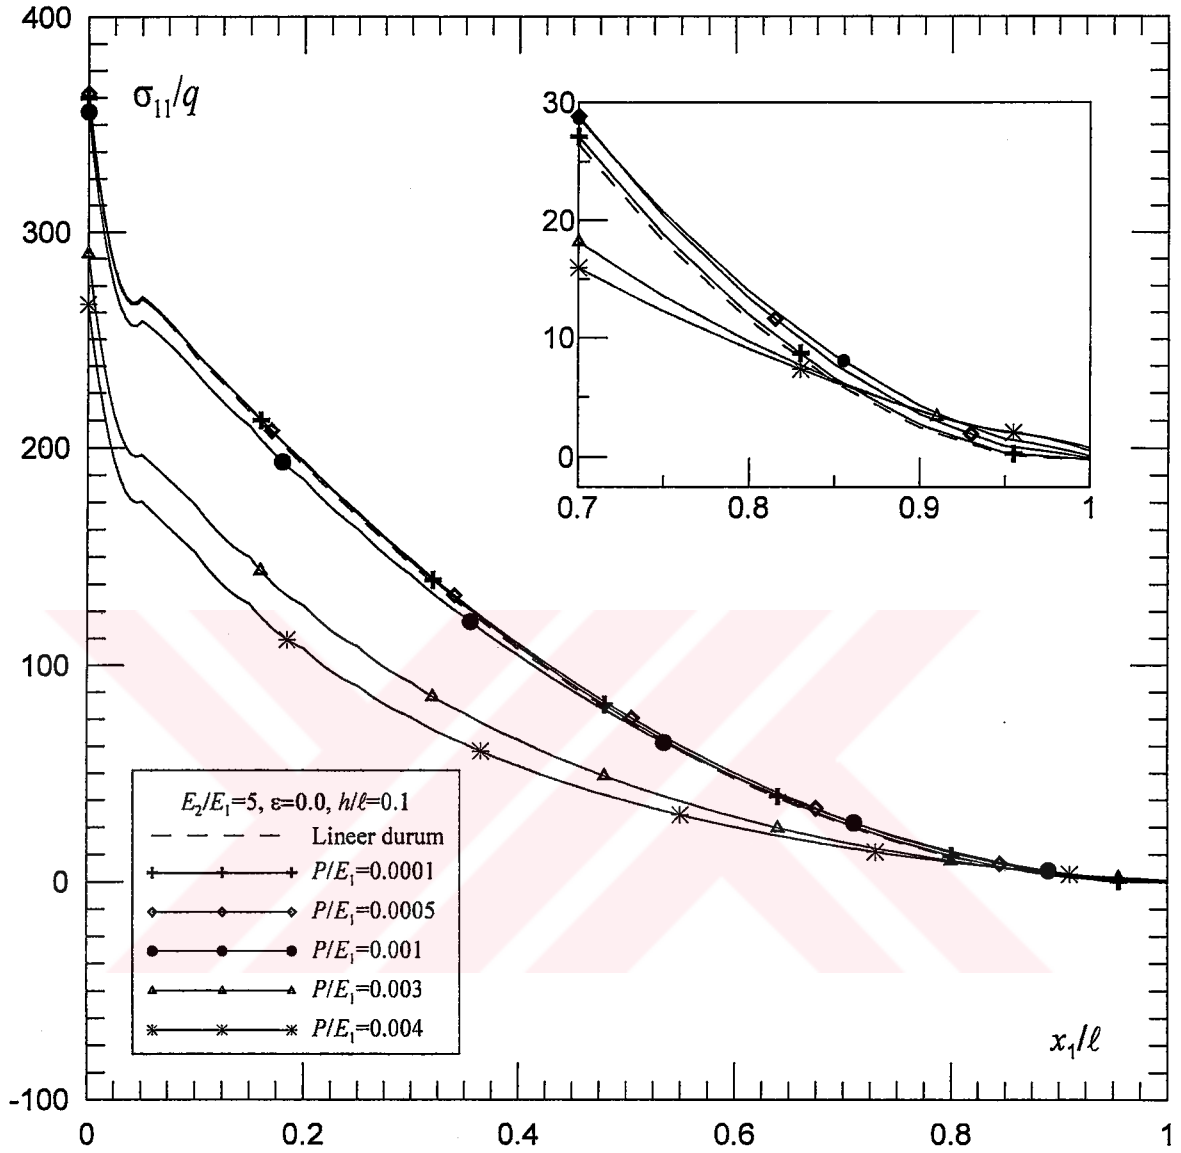 400
σ₁₁/q
300
200
100
0
-100
30
20
10
0
0.7 0.8 0.9 1
E₂/E₁=5, ε=0.0, h/ℓ=0.1
Lineer durum
P/E₁=0.0001
P/E₁=0.0005
P/E₁=0.001
P/E₁=0.003
P/E₁=0.004
x₁/ℓ
0 0.2 0.4 0.6 0.8 1